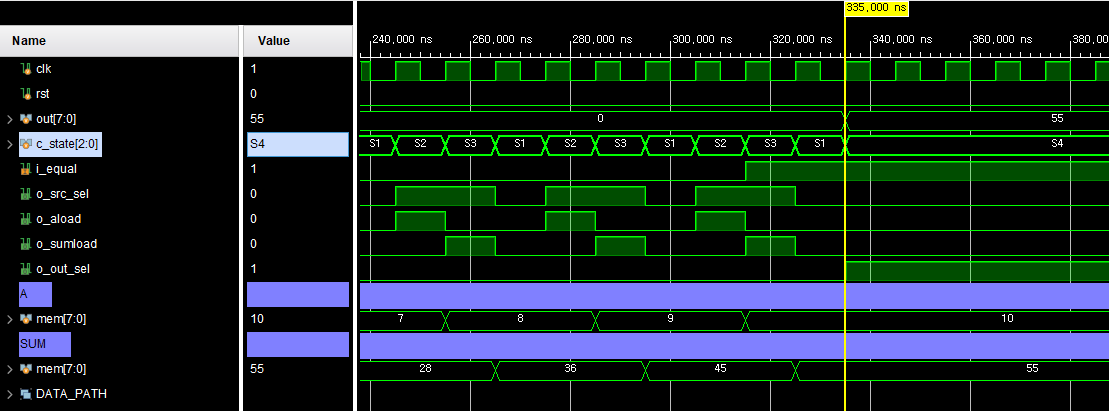 335,000 ns
Name Value 240,000 ns 260,000 ns 280,000 ns 300,000 ns 320,000 ns 340,000 ns 360,000 ns 380,00
clk 1
rst 0
out[7:0] 55 0 55
c_state[2:0] S4 S1 S2 S3 S1 S2 S3 S1 S2 S3 S1 S4
i_equal 1
o_src_sel 0
o_aload 0
o_sumload 0
o_out_sel 1
A
mem[7:0] 10 7 8 9 10
SUM
mem[7:0] 55 28 36 45 55
DATA_PATH